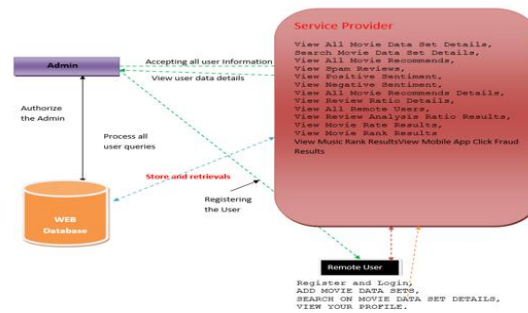 Service Provider
View All Movie Data Set Details,
Search Movie Data Set Details,
View All Movie Recommends,
View Spam Reviews,
View Positive Sentiment,
View Negative Sentiment,
View All Movie Recommends Details,
View Review Ratio Details,
View All Remote Users,
View Review Analysis Ratio Results,
View Movie Rate Results,
View Movie Rank Results
View Music Rank ResultsView Mobile App Click Fraud
Results
Admin
Accepting all user Information
View user data details
Authorize
the Admin
Process all
user queries
Store and retrievals
Registering
the User
WEB
Database
Remote User
Register and Login,
ADD MOVIE DATA SETS,
SEARCH ON MOVIE DATA SET DETAILS,
VIEW YOUR PROFILE.